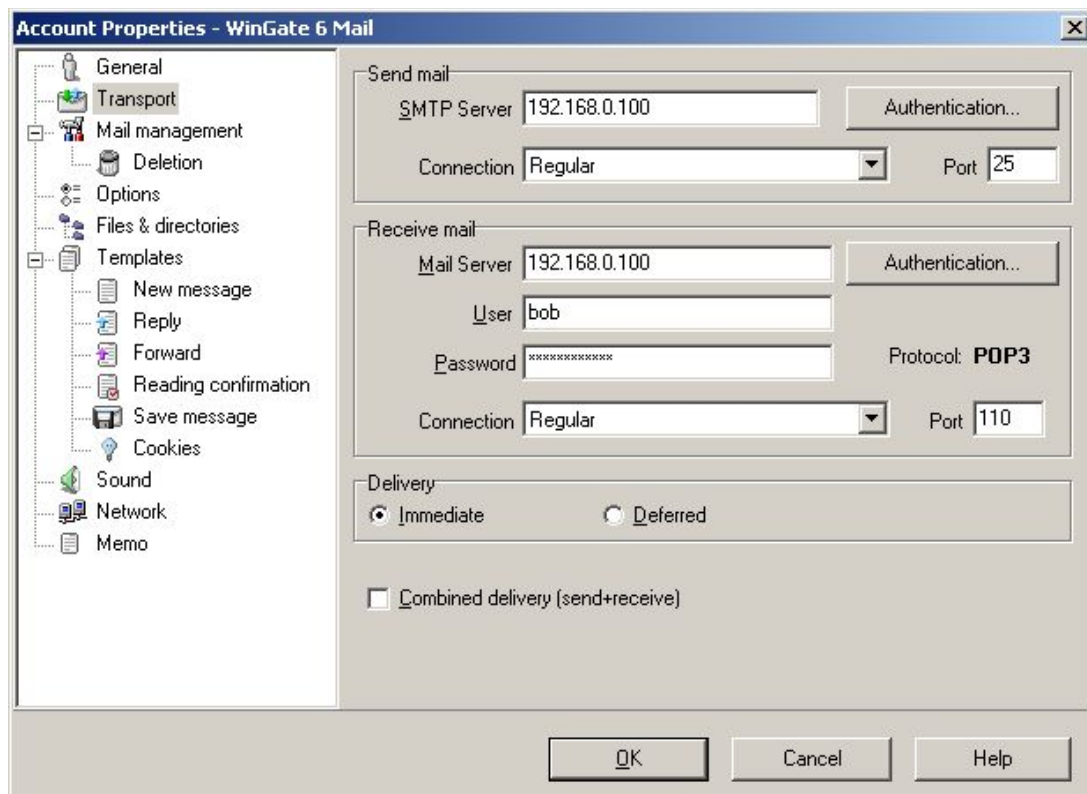 Account Properties - WinGate 6 Mail
General
Transport
Mail management
Deletion
Options
Files & directories
Templates
New message
Reply
Forward
Reading confirmation
Save message
Cookies
Sound
Network
Memo
Send mail
SMTP Server 192.168.0.100 Authentication...
Connection Regular Port 25
Receive mail
Mail Server 192.168.0.100 Authentication...
User bob
Password ************ Protocol: POP3
Connection Regular Port 110
Delivery
Immediate Deferred
Combined delivery (send+receive)
OK Cancel Help